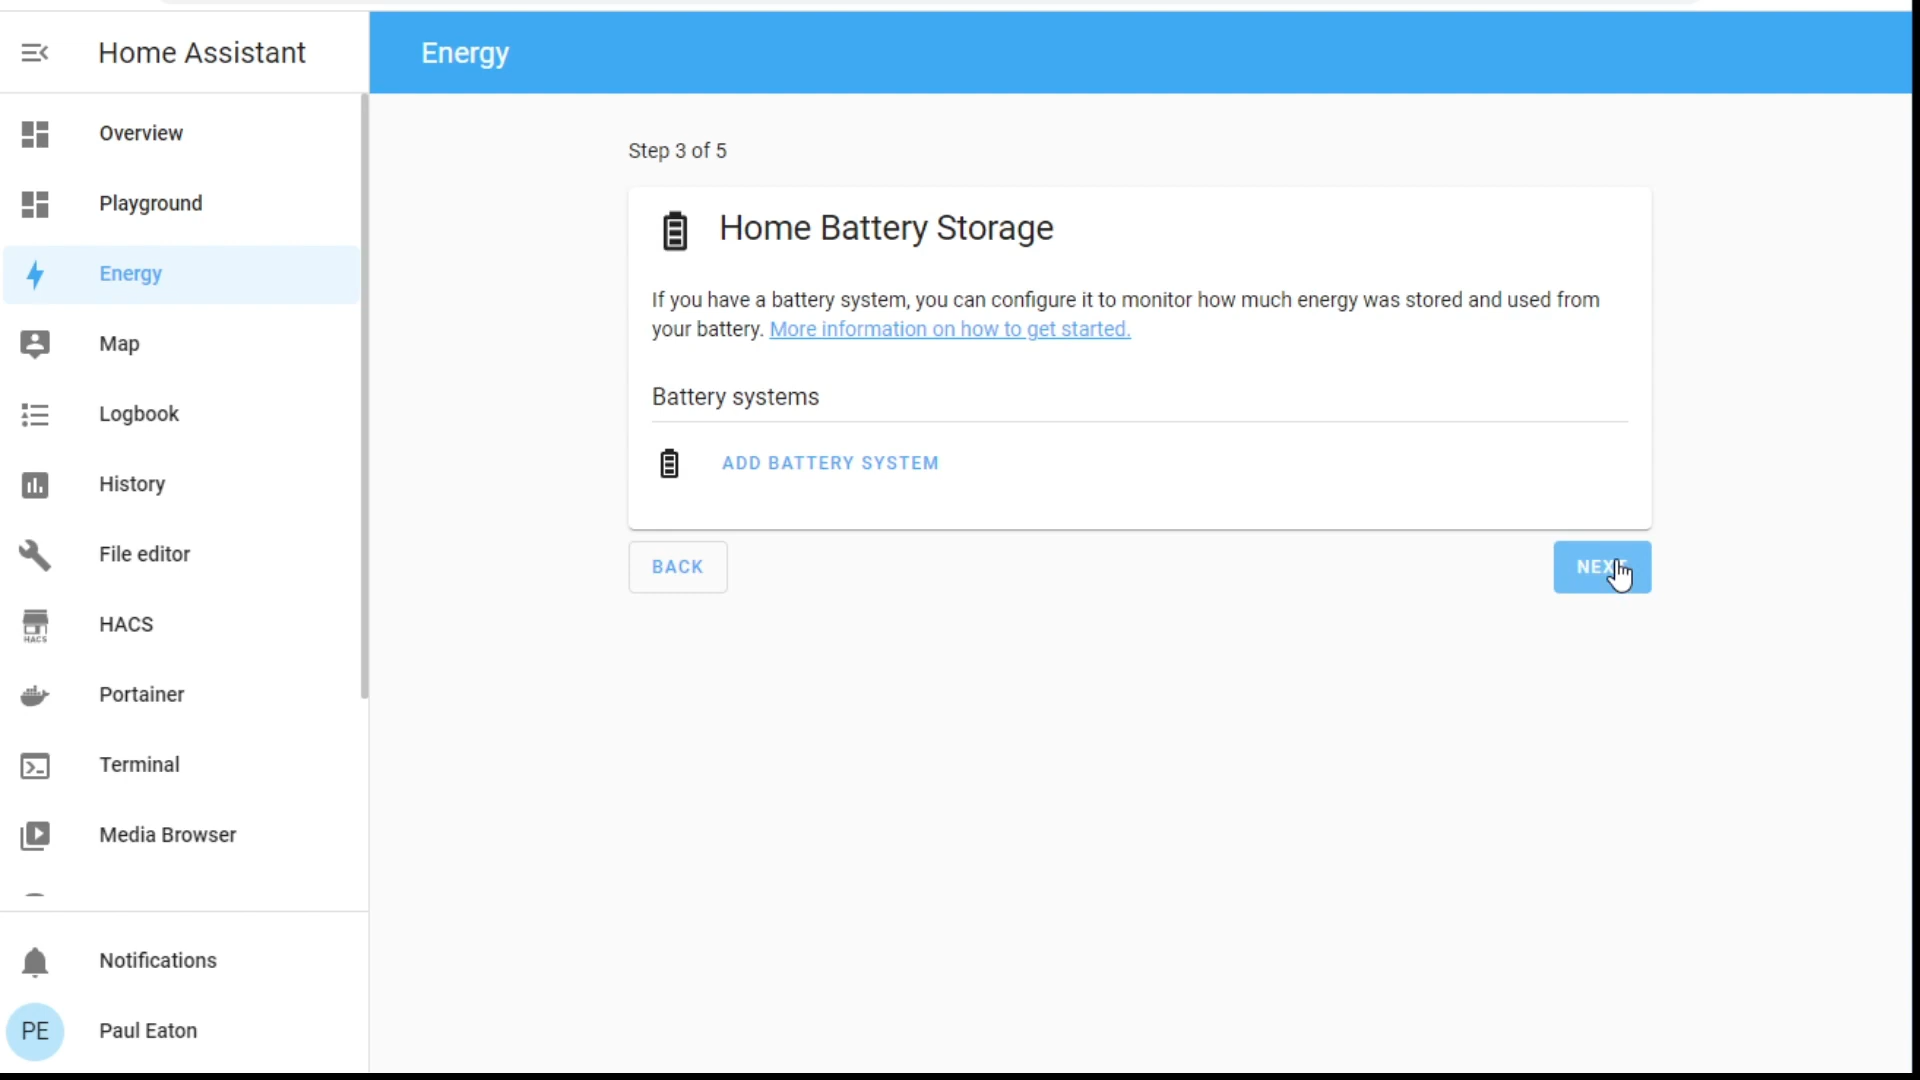 Home Assistant
Energy
Overview
Playground
Energy
Map
Logbook
History
File editor
HACS
HACS
Portainer
Terminal
Media Browser
Notifications
PE
Paul Eaton
Step 3 of 5
Home Battery Storage
If you have a battery system, you can configure it to monitor how much energy was stored and used from
your battery. More information on how to get started.
Battery systems
ADD BATTERY SYSTEM
BACK
NEXT